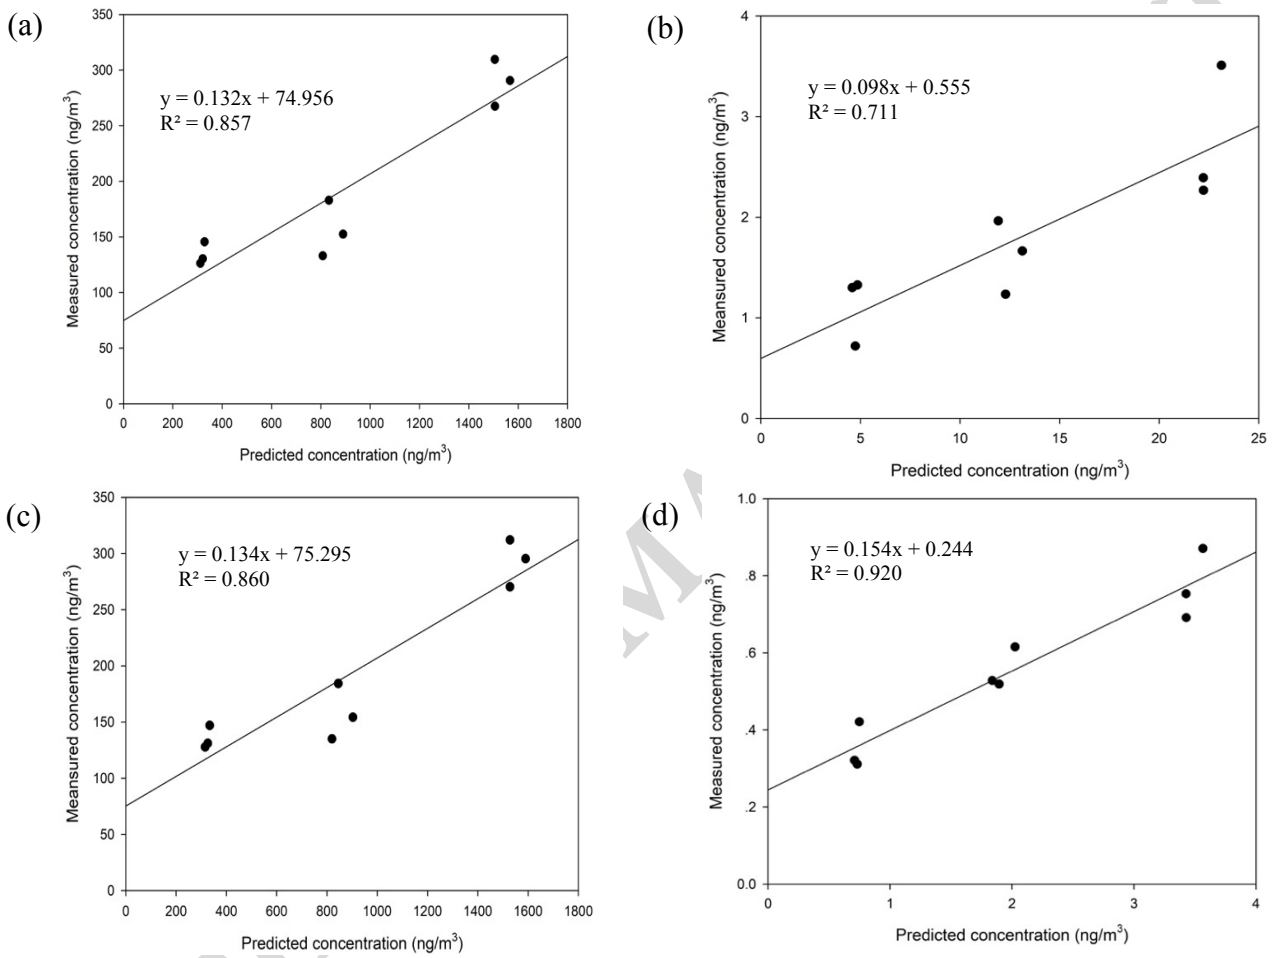 (a)
350
300
250
200
150
100
50
0
Measured concentration (ng/m³)
y = 0.132x + 74.956
R² = 0.857
0 200 400 600 800 1000 1200 1400 1600 1800
Predicted concentration (ng/m³)
(b)
4
3
2
1
0
Meansured concentration (ng/m³)
y = 0.098x + 0.555
R² = 0.711
0 5 10 15 20 25
Predicted concentration (ng/m³)
(c)
350
300
250
200
150
100
50
0
Meansured concentration (ng/m³)
y = 0.134x + 75.295
R² = 0.860
0 200 400 600 800 1000 1200 1400 1600 1800
Predicted concentration (ng/m³)
(d)
1.0
.8
.6
.4
.2
0.0
Measured concentration (ng/m³)
y = 0.154x + 0.244
R² = 0.920
0 1 2 3 4
Predicted concentration (ng/m³)